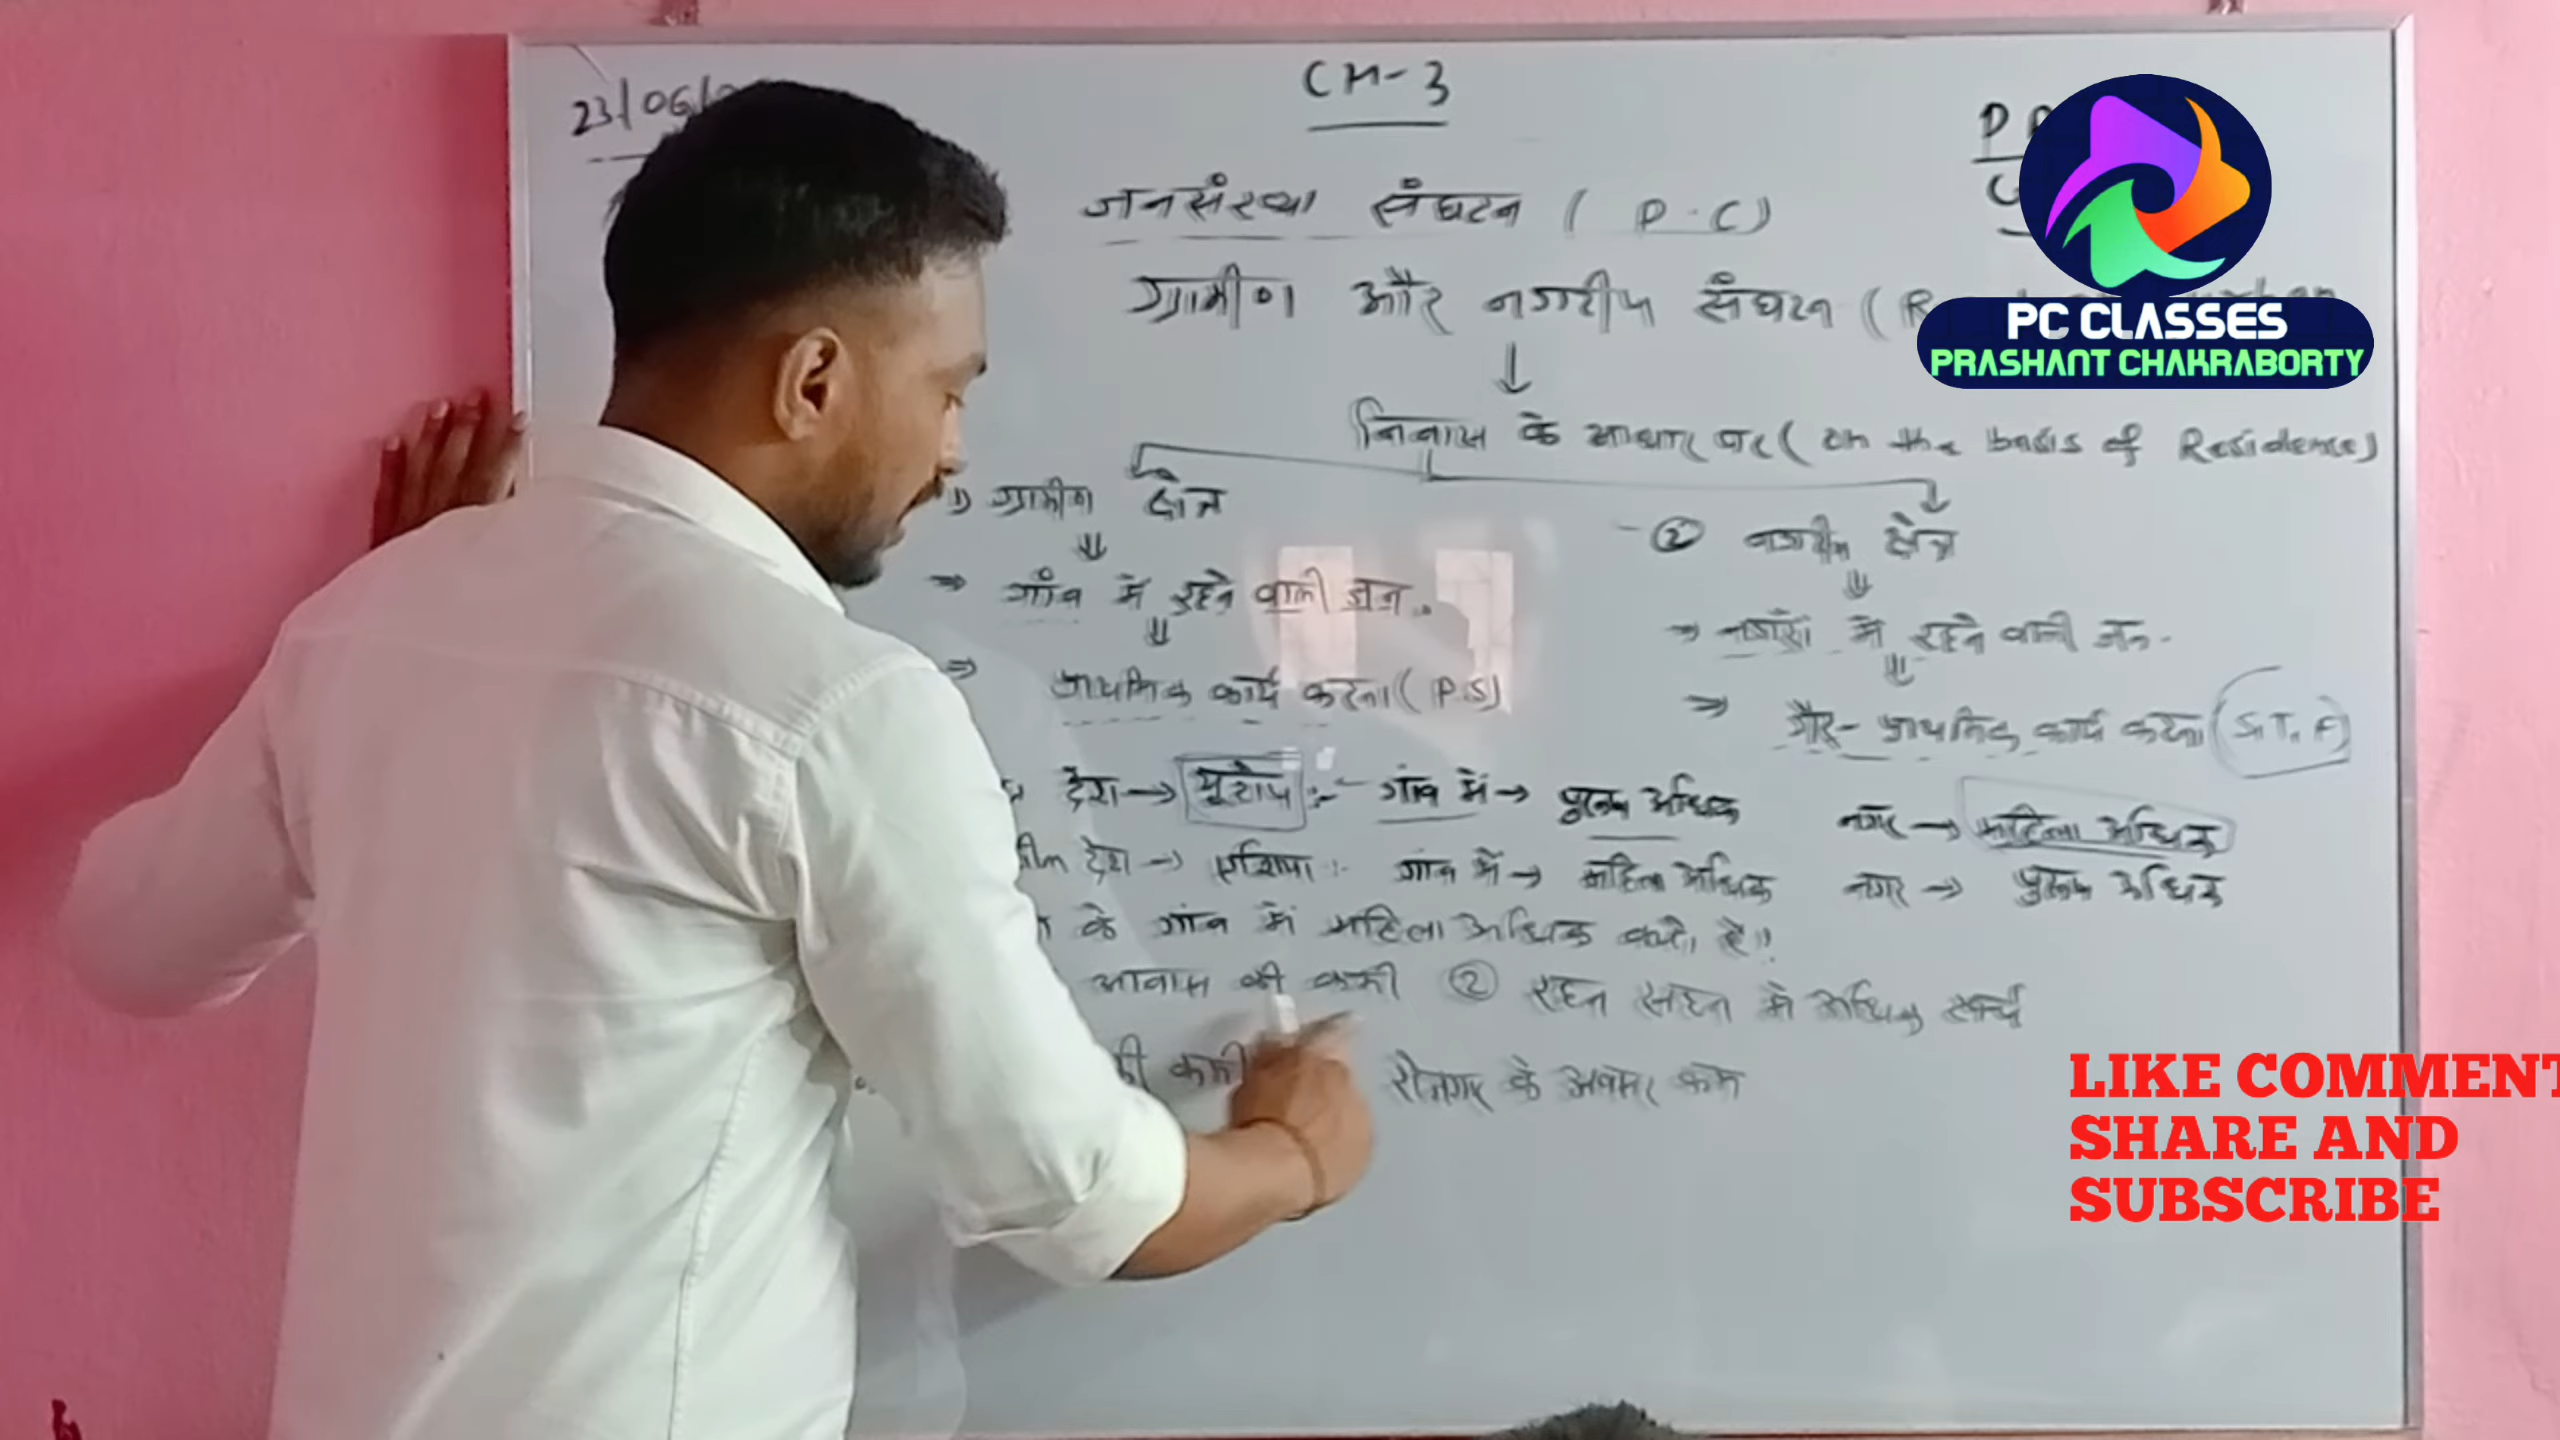 23/06/
CH-3
जनसंख्या संघटन ( P.C)
ग्रामीण और नगरीय संघटन ( R
PC CLASSES
PRASHANT CHAKRABORTY
निवास के आधार पर ( on the basis of Residence)
1) ग्रामीण क्षेत्र
② नगरीय क्षेत्र
→ गांव में रहने वाली जन.
→ नगरों में रहने वाली जन.
⇒ प्राथमिक कार्य करना ( P.S)
⇒ गैर- प्राथमिक कार्य करना (S.T.
देश → यूरोप :- गांव में → पुरुष अधिक नगर → महिला अधिक
देश → एशिया :- गांव में → महिला अधिक नगर → पुरुष अधिक
के गांव में महिला अधिक क्यों है !!
आवास की कमी ② रहन सहन में अधिक खर्च
की कमी रोजगार के अवसर कम
LIKE COMMENT
SHARE AND
SUBSCRIBE